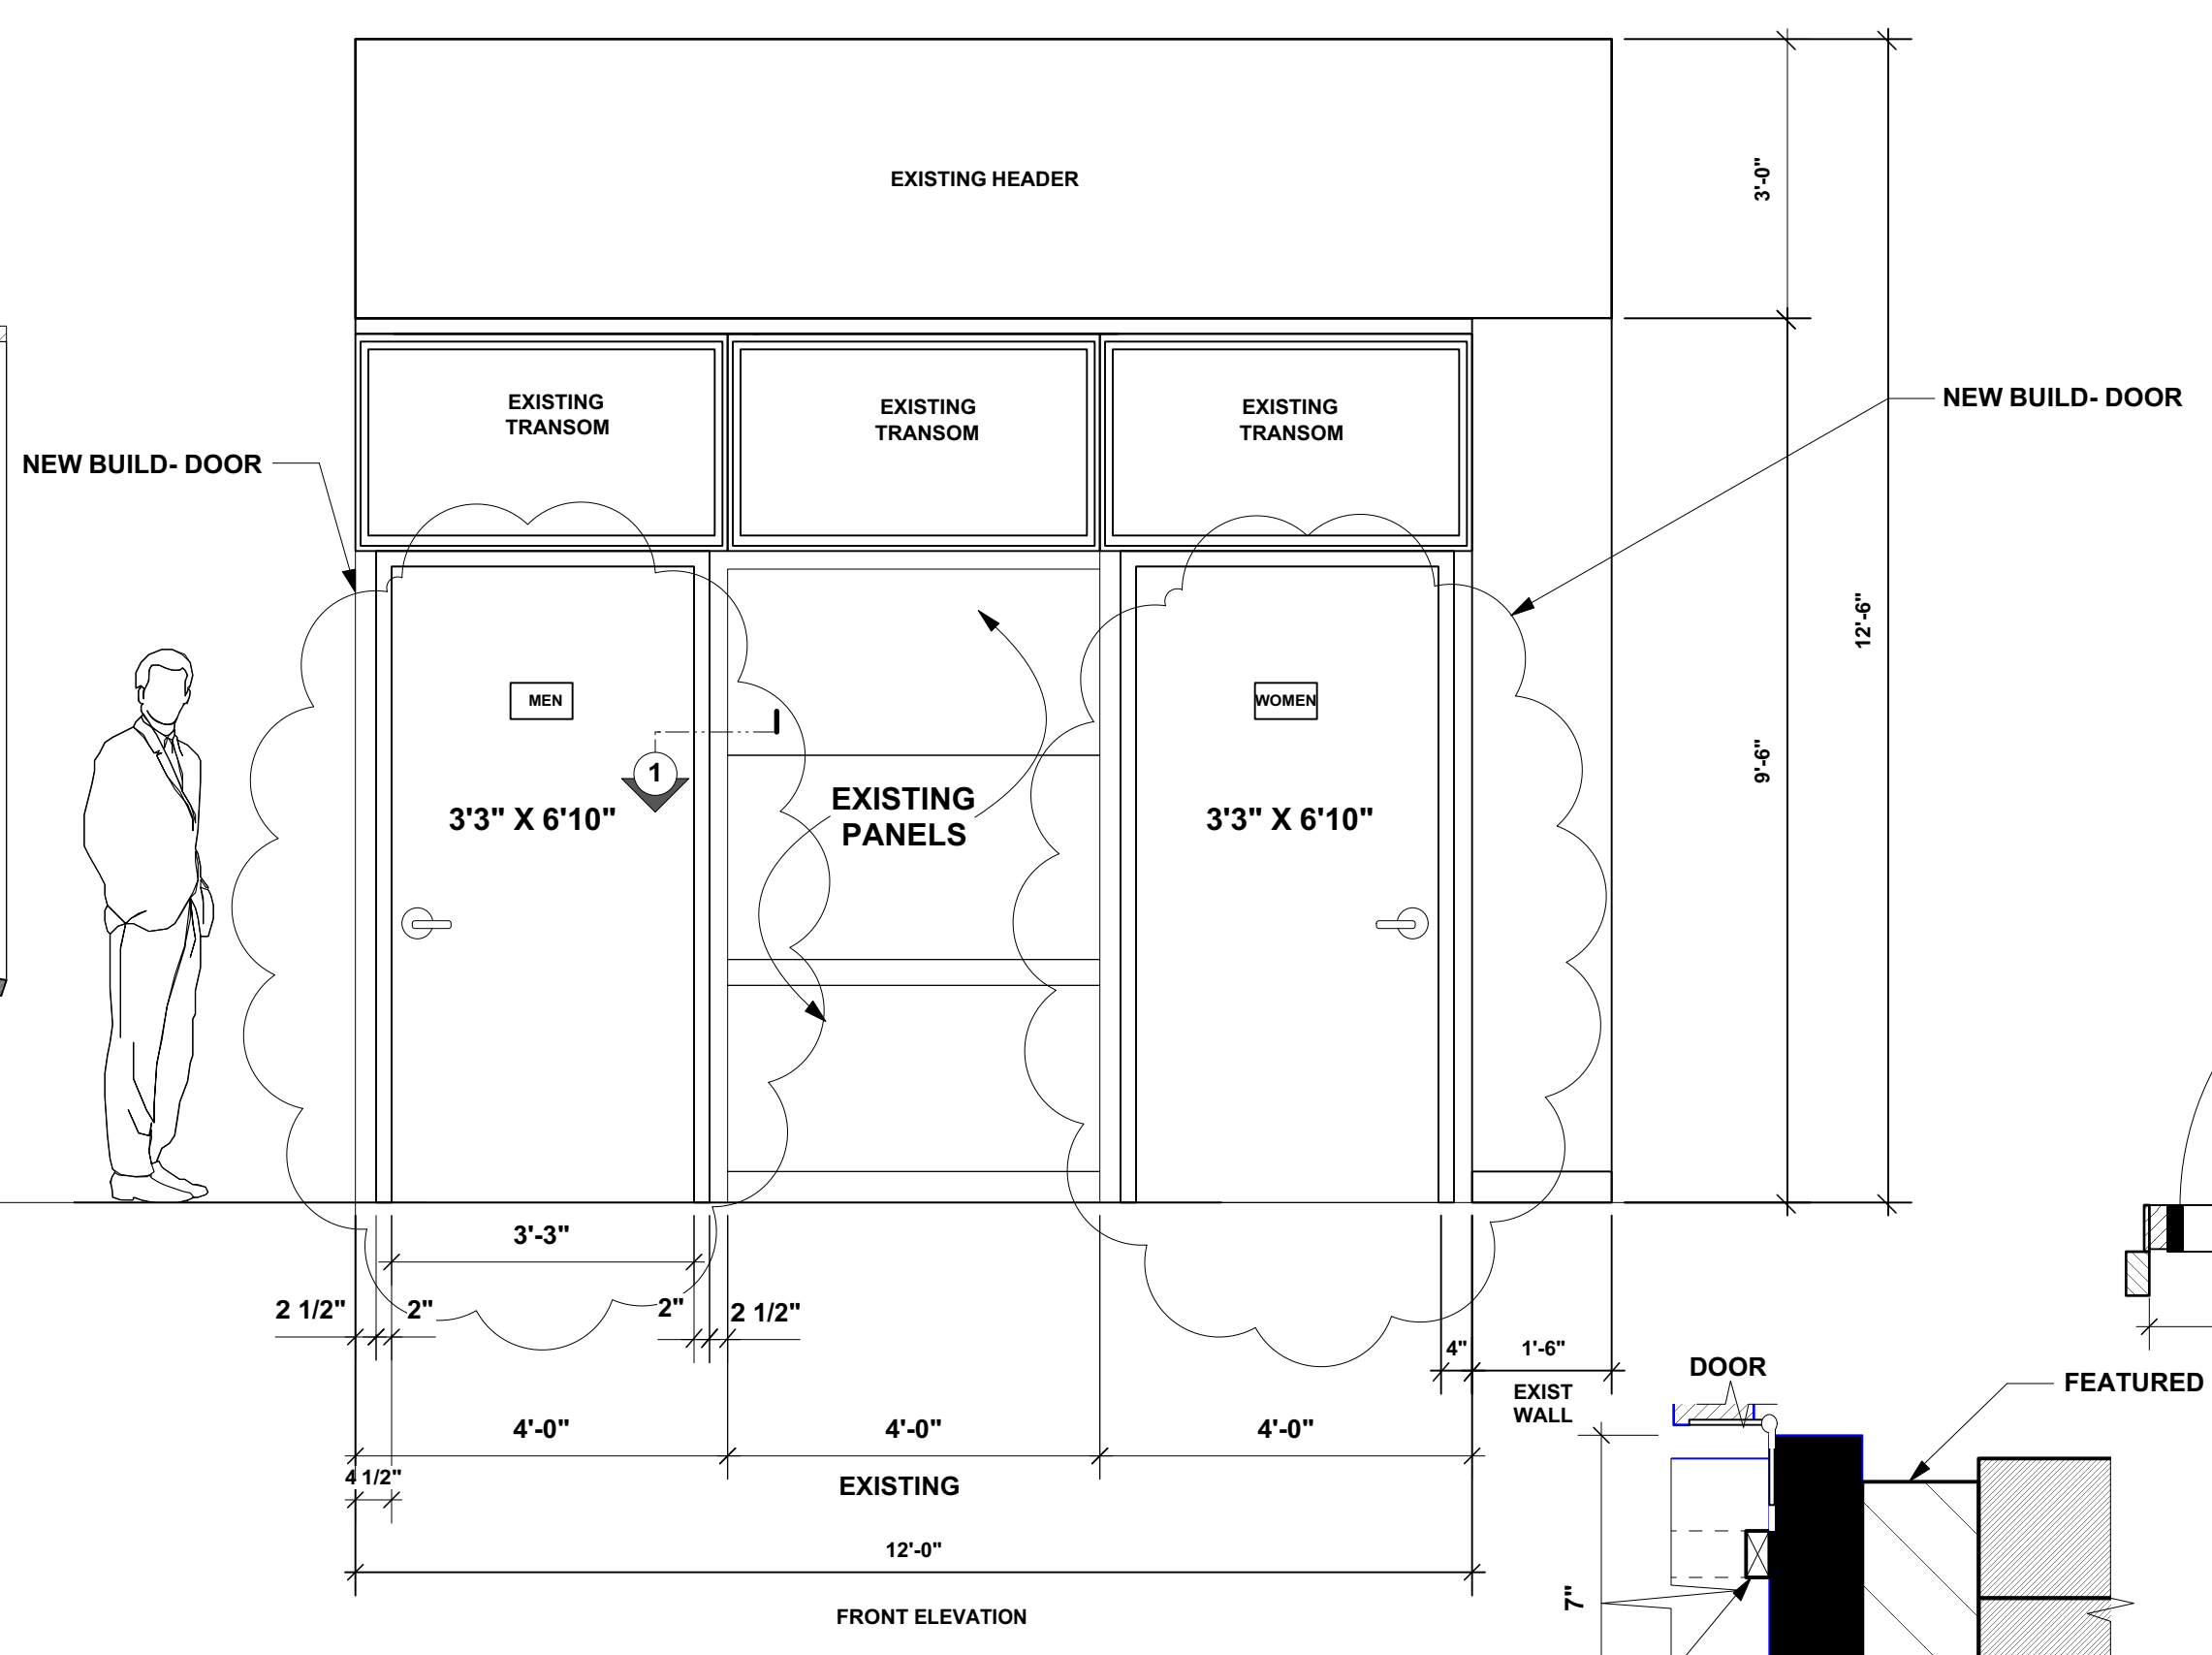 EXISTING HEADER
3'-0"
EXISTING
TRANSOM
EXISTING
TRANSOM
EXISTING
TRANSOM
NEW BUILD- DOOR
NEW BUILD- DOOR
12'-6"
9'-6"
MEN
WOMEN
1
3'3" X 6'10"
EXISTING
PANELS
3'3" X 6'10"
3'-3"
2 1/2"
2"
2"
2 1/2"
4"
1'-6"
EXIST
WALL
DOOR
FEATURED
4'-0"
4'-0"
4'-0"
4 1/2"
EXISTING
12'-0"
7"
FRONT ELEVATION